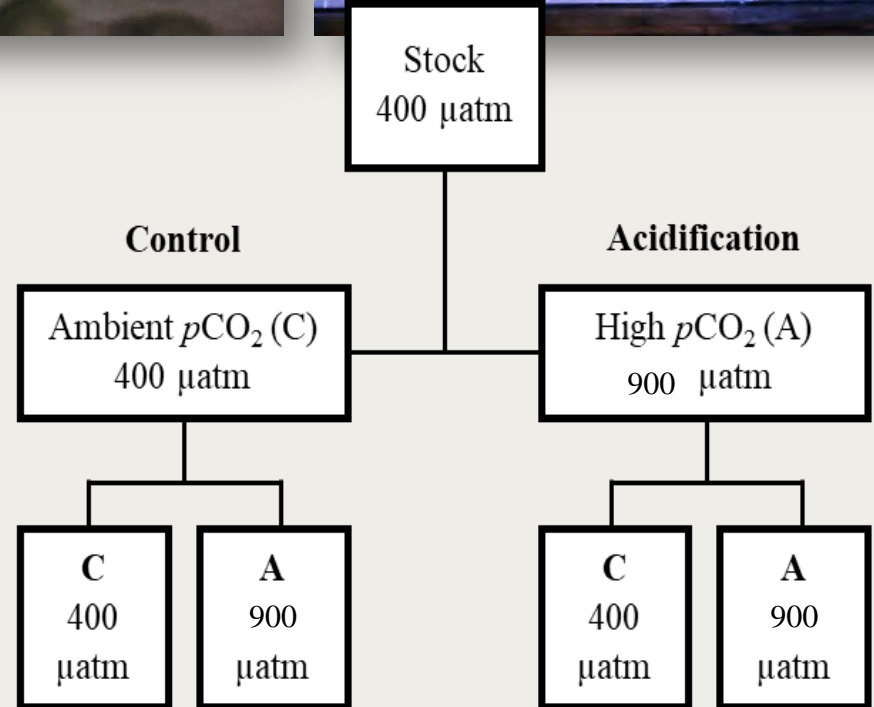 Stock
400 µatm
Control
Acidification
Ambient pCO₂ (C)
400 µatm
High pCO₂ (A)
900 µatm
C
400
µatm
A
900
µatm
C
400
µatm
A
900
µatm